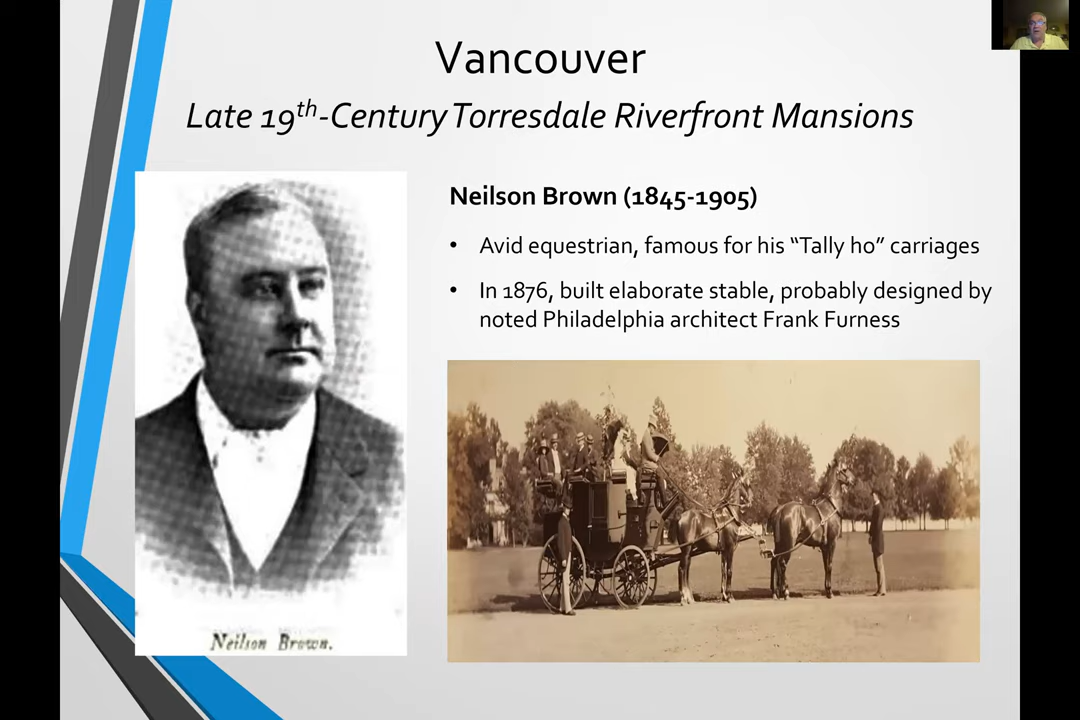 Vancouver
Late 19th-Century Torresdale Riverfront Mansions
Neilson Brown (1845-1905)
• Avid equestrian, famous for his “Tally ho” carriages
• In 1876, built elaborate stable, probably designed by
noted Philadelphia architect Frank Furness
Neilson Brown.